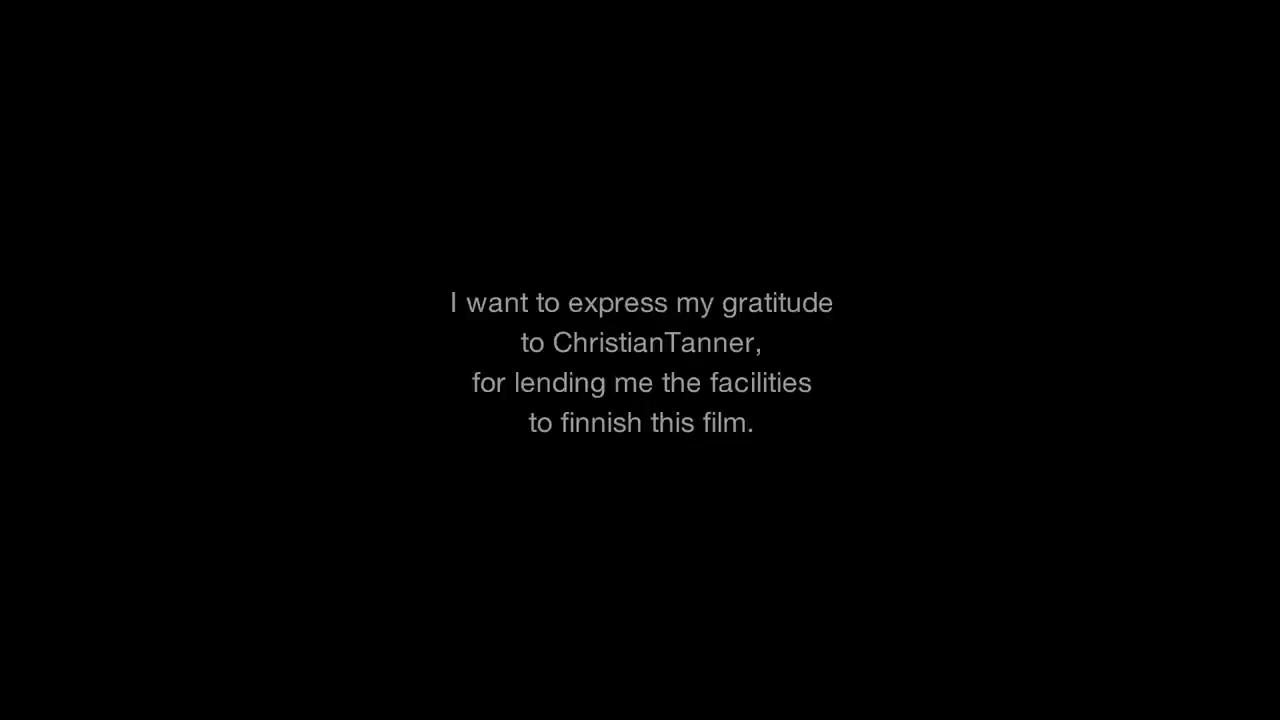 I want to express my gratitude
to ChristianTanner,
for lending me the facilities
to finnish this film.